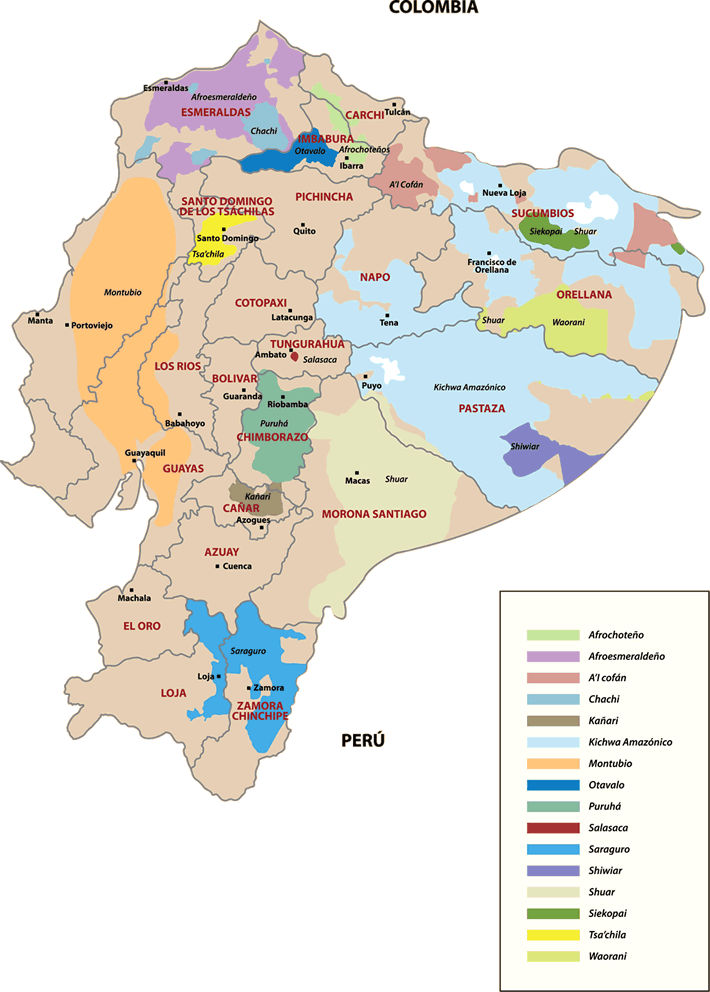 COLOMBIA
Esmeraldas
Afroesmeraldeño
ESMERALDAS
Chachi
CARCHI
Tulcán
IMBABURA
Otavalo
Afrochoteños
Ibarra
A'I Cofán
Nueva Loja
SUCUMBIOS
Siekopai
Shuar
PICHINCHA
SANTO DOMINGO
DE LOS TSÁCHILAS
Santo Domingo
Tsa'chila
Quito
Francisco de
Orellana
NAPO
ORELLANA
Montubio
COTOPAXI
Latacunga
Manta
Portoviejo
Tena
Shuar
Waorani
TUNGURAHUA
Ambato
Salasaca
LOS RIOS
BOLIVAR
Guaranda
Riobamba
Puyo
Kichwa Amazónico
PASTAZA
Babahoyo
Puruhá
CHIMBORAZO
Shiwiar
Guayaquil
GUAYAS
Macas
Shuar
Kañari
CAÑAR
Azogues
MORONA SANTIAGO
AZUAY
Cuenca
Machala
EL ORO
Saraguro
Loja
Zamora
LOJA
ZAMORA
CHINCHIPE
PERÚ
Afrochoteño
Afroesmeraldeño
A'I cofán
Chachi
Kañari
Kichwa Amazónico
Montubio
Otavalo
Puruhá
Salasaca
Saraguro
Shiwiar
Shuar
Siekopai
Tsa'chila
Waorani